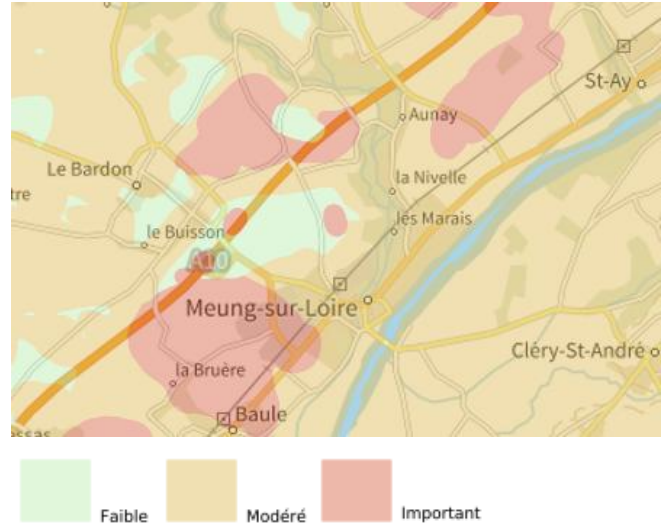 St-Ay
Aunay
Le Bardon
la Nivelle
tre
le Buisson
les Marais
A10
Meung-sur-Loire
Cléry-St-André
la Bruère
Baule
essas
Faible Modéré Important